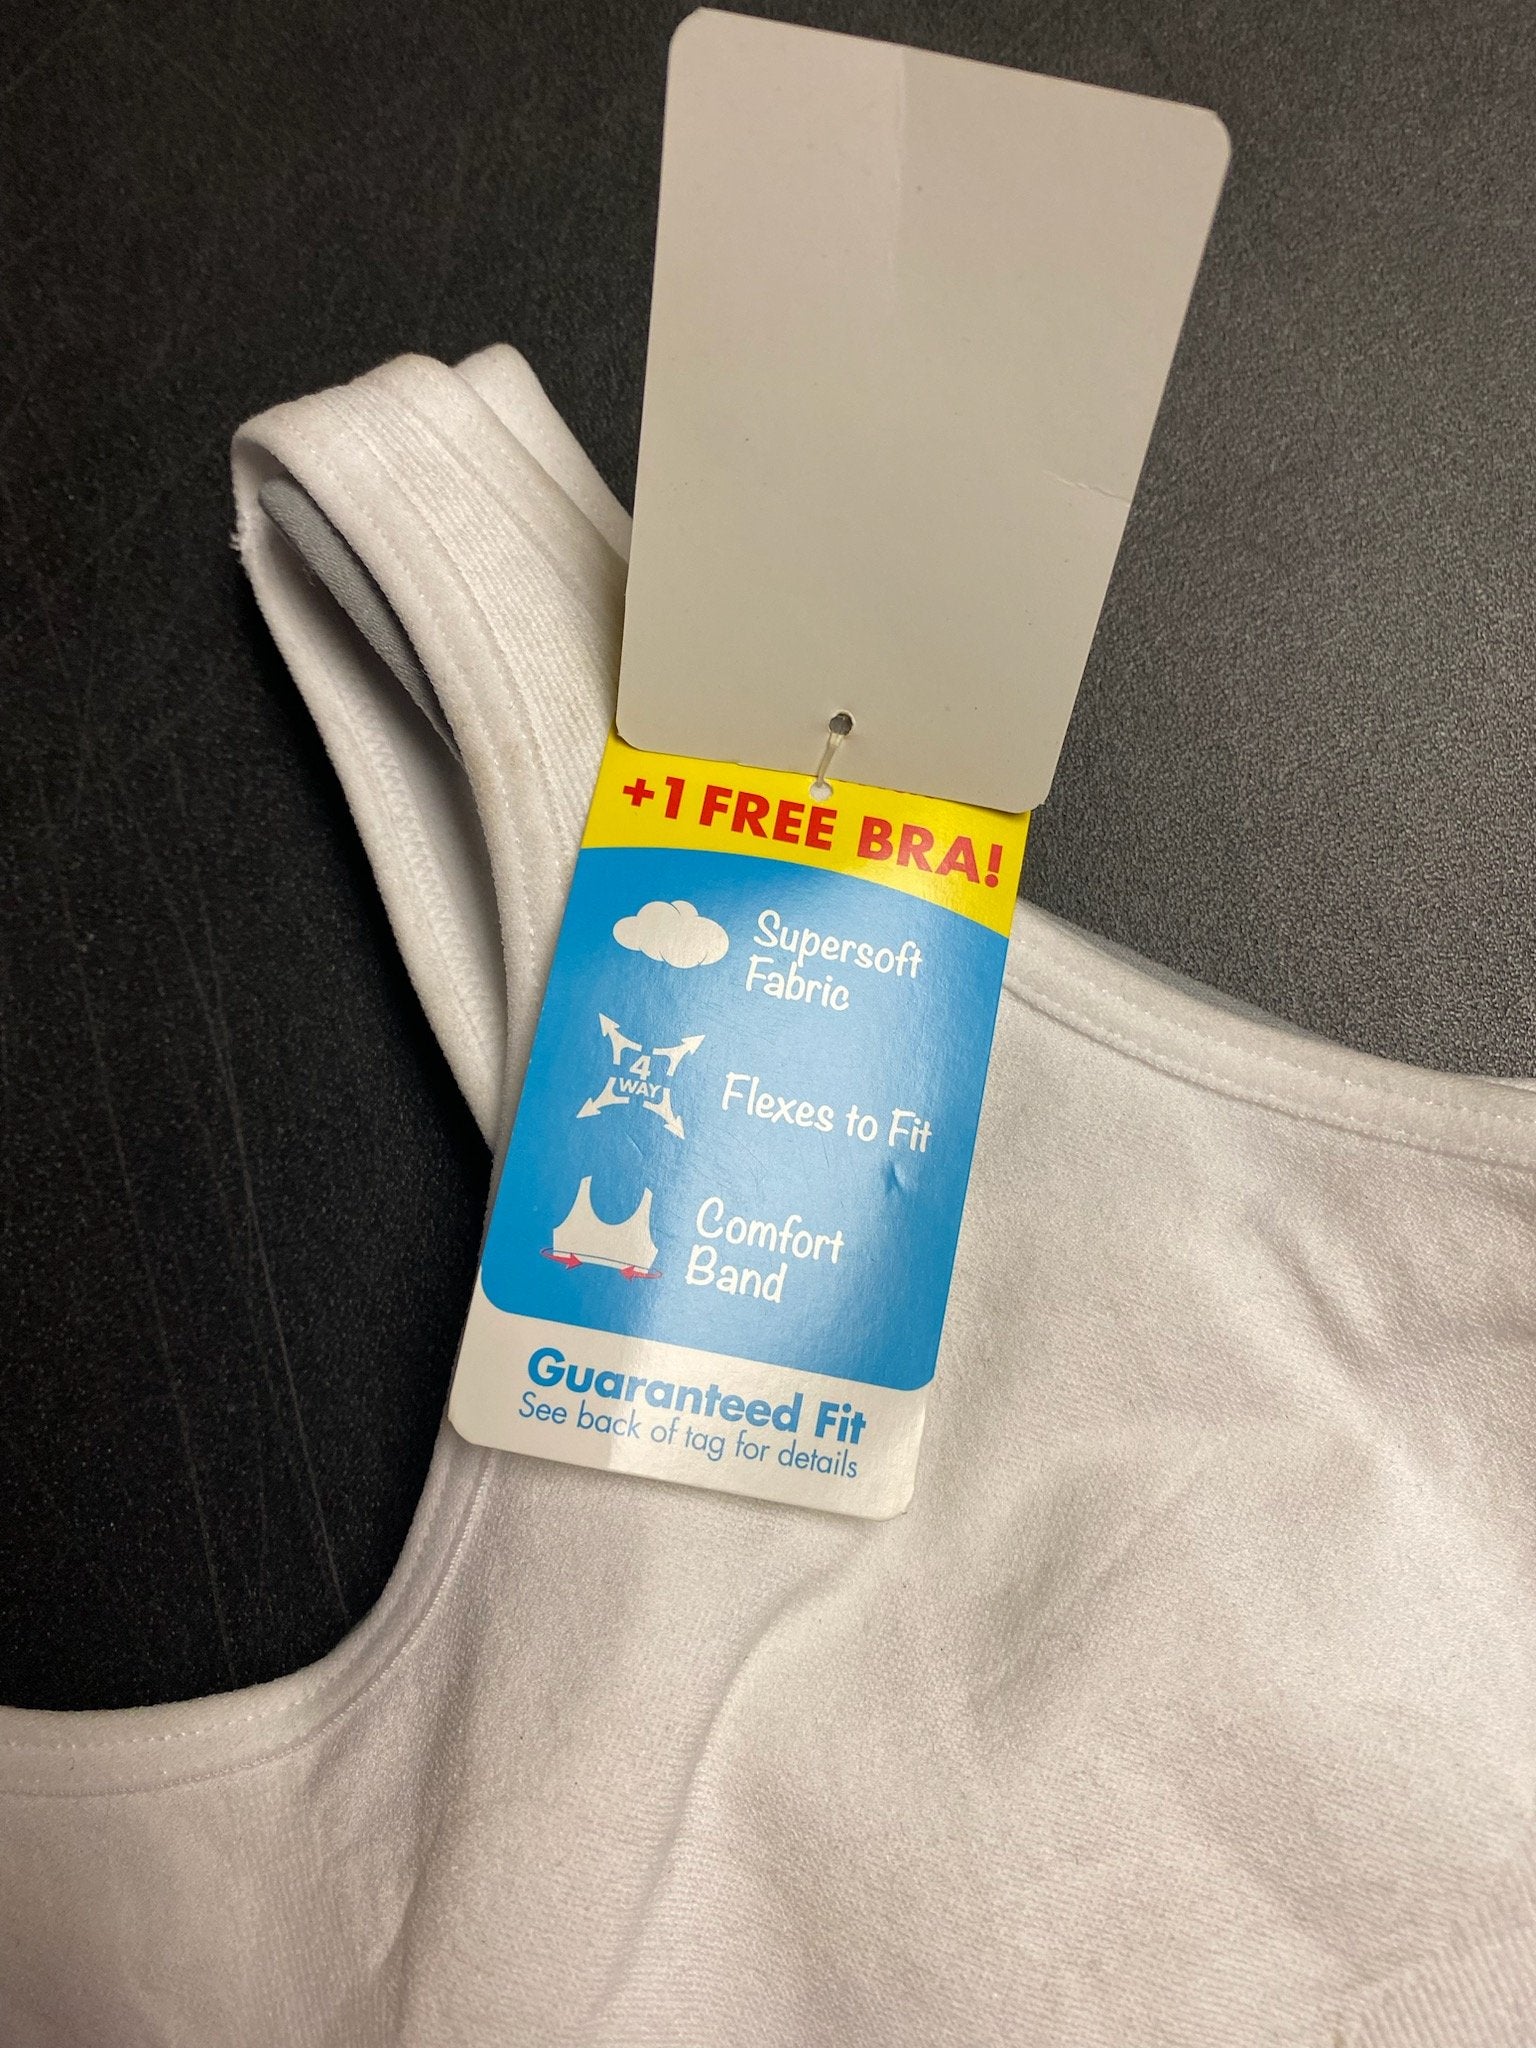 +1 FREE BRA!
Supersoft
Fabric
4
WAY
Flexes to Fit
Comfort
Band
Guaranteed Fit
See back of tag for details